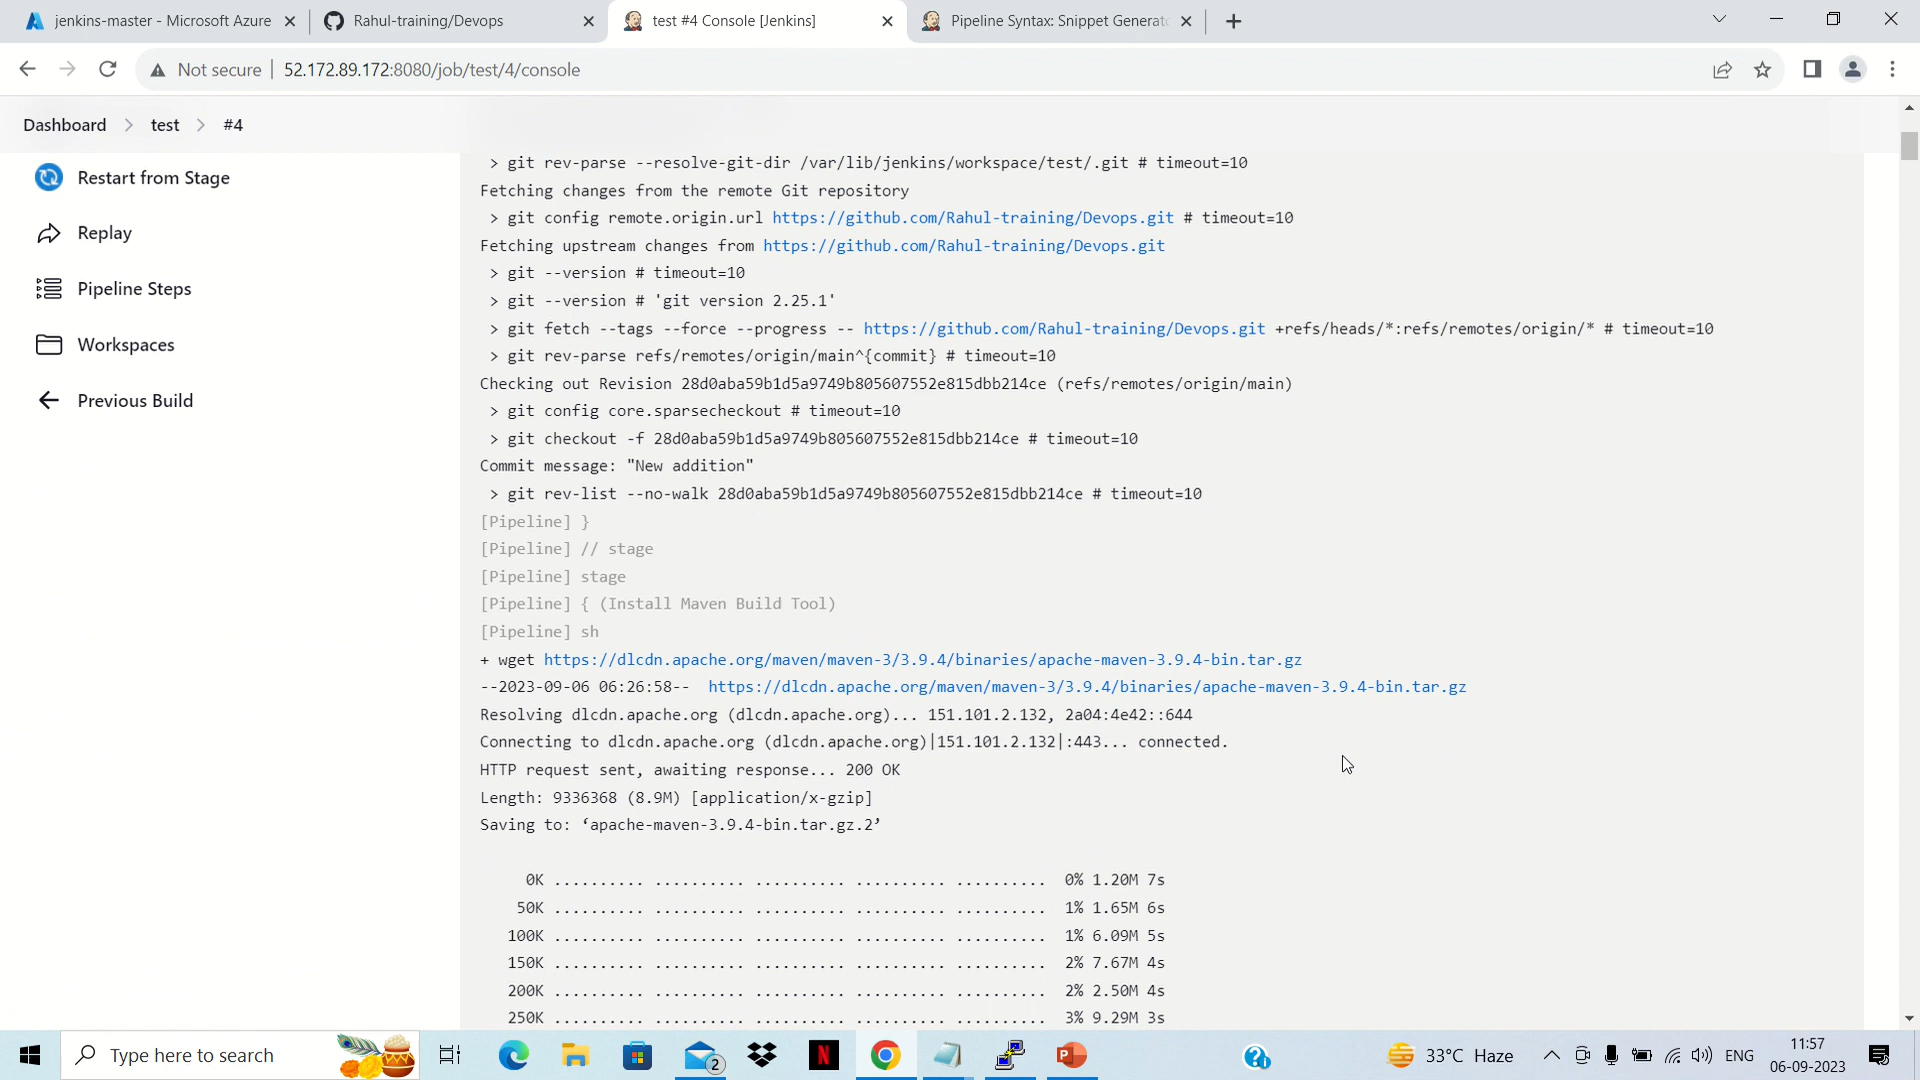 jenkins-master - Microsoft Azure
Rahul-training/Devops
test #4 Console [Jenkins]
Pipeline Syntax: Snippet Generat
Not secure
52.172.89.172:8080/job/test/4/console
Dashboard
test
#4
Restart from Stage
Replay
Pipeline Steps
Workspaces
Previous Build
> git rev-parse --resolve-git-dir /var/lib/jenkins/workspace/test/.git # timeout=10
Fetching changes from the remote Git repository
> git config remote.origin.url https://github.com/Rahul-training/Devops.git # timeout=10
Fetching upstream changes from https://github.com/Rahul-training/Devops.git
> git --version # timeout=10
> git --version # 'git version 2.25.1'
> git fetch --tags --force --progress -- https://github.com/Rahul-training/Devops.git +refs/heads/*:refs/remotes/origin/* # timeout=10
> git rev-parse refs/remotes/origin/main^{commit} # timeout=10
Checking out Revision 28d0aba59b1d5a9749b805607552e815dbb214ce (refs/remotes/origin/main)
> git config core.sparsecheckout # timeout=10
> git checkout -f 28d0aba59b1d5a9749b805607552e815dbb214ce # timeout=10
Commit message: "New addition"
> git rev-list --no-walk 28d0aba59b1d5a9749b805607552e815dbb214ce # timeout=10
[Pipeline] }
[Pipeline] // stage
[Pipeline] stage
[Pipeline] { (Install Maven Build Tool)
[Pipeline] sh
+ wget https://dlcdn.apache.org/maven/maven-3/3.9.4/binaries/apache-maven-3.9.4-bin.tar.gz
--2023-09-06 06:26:58-- https://dlcdn.apache.org/maven/maven-3/3.9.4/binaries/apache-maven-3.9.4-bin.tar.gz
Resolving dlcdn.apache.org (dlcdn.apache.org)... 151.101.2.132, 2a04:4e42::644
Connecting to dlcdn.apache.org (dlcdn.apache.org)|151.101.2.132|:443... connected.
HTTP request sent, awaiting response... 200 OK
Length: 9336368 (8.9M) [application/x-gzip]
Saving to: ‘apache-maven-3.9.4-bin.tar.gz.2’
0K .......... .......... .......... .......... .......... 0% 1.20M 7s
50K .......... .......... .......... .......... .......... 1% 1.65M 6s
100K .......... .......... .......... .......... .......... 1% 6.09M 5s
150K .......... .......... .......... .......... .......... 2% 7.67M 4s
200K .......... .......... .......... .......... .......... 2% 2.50M 4s
250K .......... .......... .......... .......... .......... 3% 9.29M 3s
Type here to search
2
33°C Haze
ENG
11:57
06-09-2023